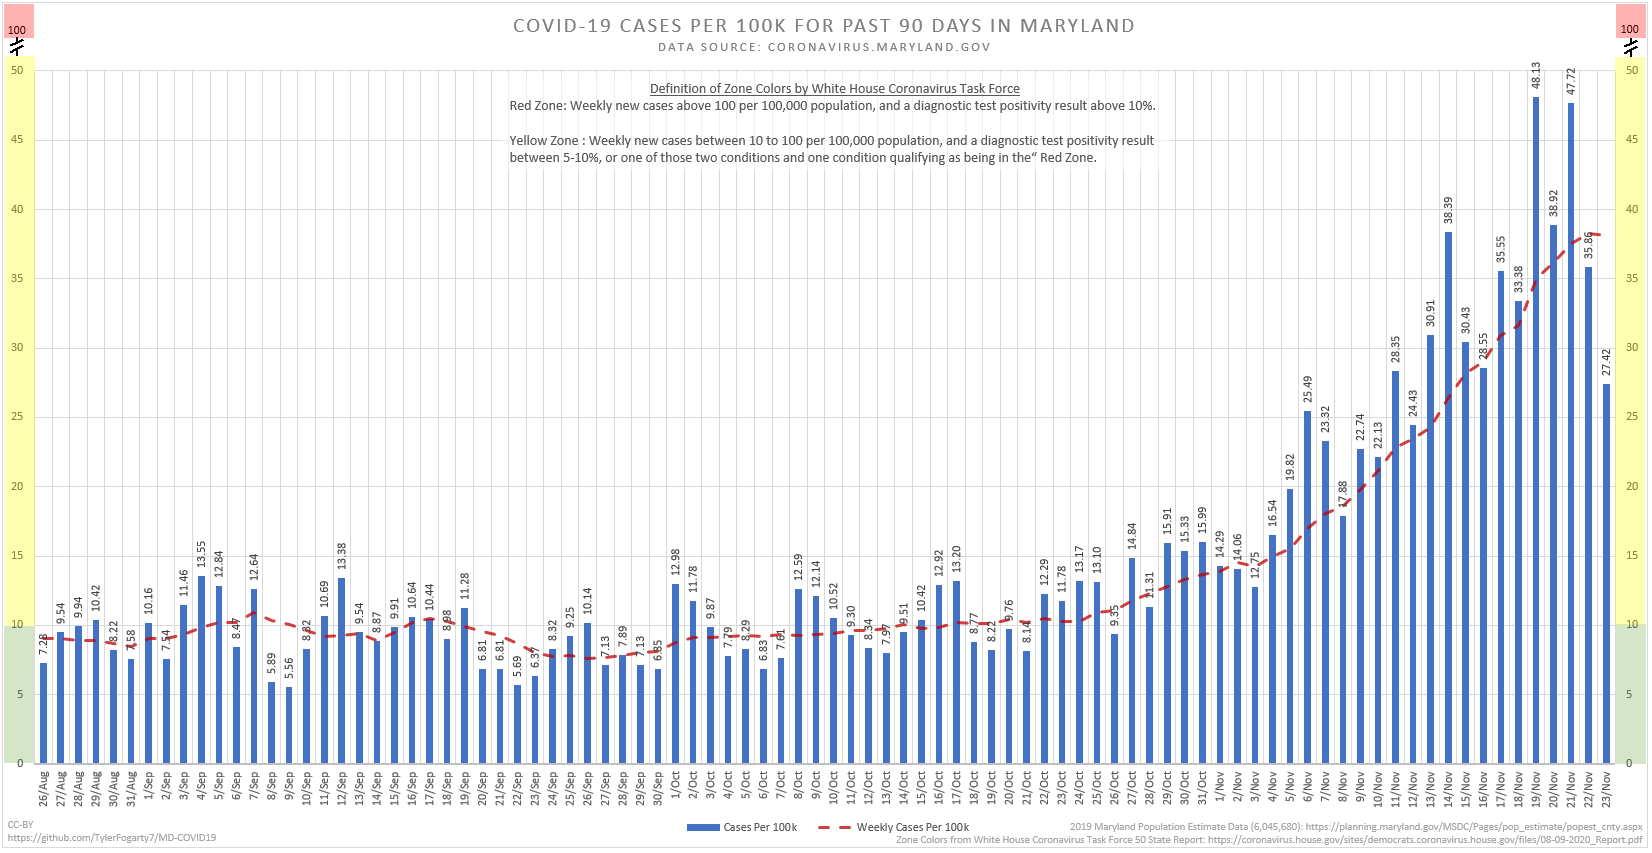 COVID-19 CASES PER 100K FOR PAST 90 DAYS IN MARYLAND
DATA SOURCE: CORONAVIRUS.MARYLAND.GOV
Definition of Zone Colors by White House Coronavirus Task Force
Red Zone: Weekly new cases above 100 per 100,000 population, and a diagnostic test positivity result above 10%.
Yellow Zone : Weekly new cases between 10 to 100 per 100,000 population, and a diagnostic test positivity result
between 5-10%, or one of those two conditions and one condition qualifying as being in the“ Red Zone.
100
50
45
40
35
30
25
20
15
10
5
0
100
50
45
40
35
30
25
20
15
10
5
0
7.28
9.54
9.94
10.42
8.22
7.58
10.16
7.54
11.46
13.55
12.84
8.47
12.64
5.89
5.56
8.32
10.69
13.38
9.54
8.87
9.91
10.64
10.44
8.98
11.28
6.81
6.81
5.69
6.37
8.32
9.25
10.14
7.13
7.89
7.13
6.85
12.98
11.78
9.87
7.79
8.29
6.83
7.61
12.59
12.14
10.52
9.30
8.34
7.97
9.51
10.42
12.92
13.20
8.77
8.22
9.76
8.14
12.29
11.78
13.17
13.10
9.35
14.84
11.31
15.91
15.33
15.99
14.29
14.06
12.75
16.54
19.82
25.49
23.32
17.88
22.74
22.13
28.35
24.43
30.91
38.39
30.43
28.55
35.55
33.38
48.13
38.92
47.72
35.86
27.42
26/Aug
27/Aug
28/Aug
29/Aug
30/Aug
31/Aug
1/Sep
2/Sep
3/Sep
4/Sep
5/Sep
6/Sep
7/Sep
8/Sep
9/Sep
10/Sep
11/Sep
12/Sep
13/Sep
14/Sep
15/Sep
16/Sep
17/Sep
18/Sep
19/Sep
20/Sep
21/Sep
22/Sep
23/Sep
24/Sep
25/Sep
26/Sep
27/Sep
28/Sep
29/Sep
30/Sep
1/Oct
2/Oct
3/Oct
4/Oct
5/Oct
6/Oct
7/Oct
8/Oct
9/Oct
10/Oct
11/Oct
12/Oct
13/Oct
14/Oct
15/Oct
16/Oct
17/Oct
18/Oct
19/Oct
20/Oct
21/Oct
22/Oct
23/Oct
24/Oct
25/Oct
26/Oct
27/Oct
28/Oct
29/Oct
30/Oct
31/Oct
1/Nov
2/Nov
3/Nov
4/Nov
5/Nov
6/Nov
7/Nov
8/Nov
9/Nov
10/Nov
11/Nov
12/Nov
13/Nov
14/Nov
15/Nov
16/Nov
17/Nov
18/Nov
19/Nov
20/Nov
21/Nov
22/Nov
23/Nov
Cases Per 100k
Weekly Cases Per 100k
CC-BY
https://github.com/TylerFogarty7/MD-COVID19
2019 Maryland Population Estimate Data (6,045,680): https://planning.maryland.gov/MSDC/Pages/pop_estimate/popest_cnty.aspx
Zone Colors from White House Coronavirus Task Force 50 State Report: https://coronavirus.house.gov/sites/democrats.coronavirus.house.gov/files/08-09-2020_Report.pdf